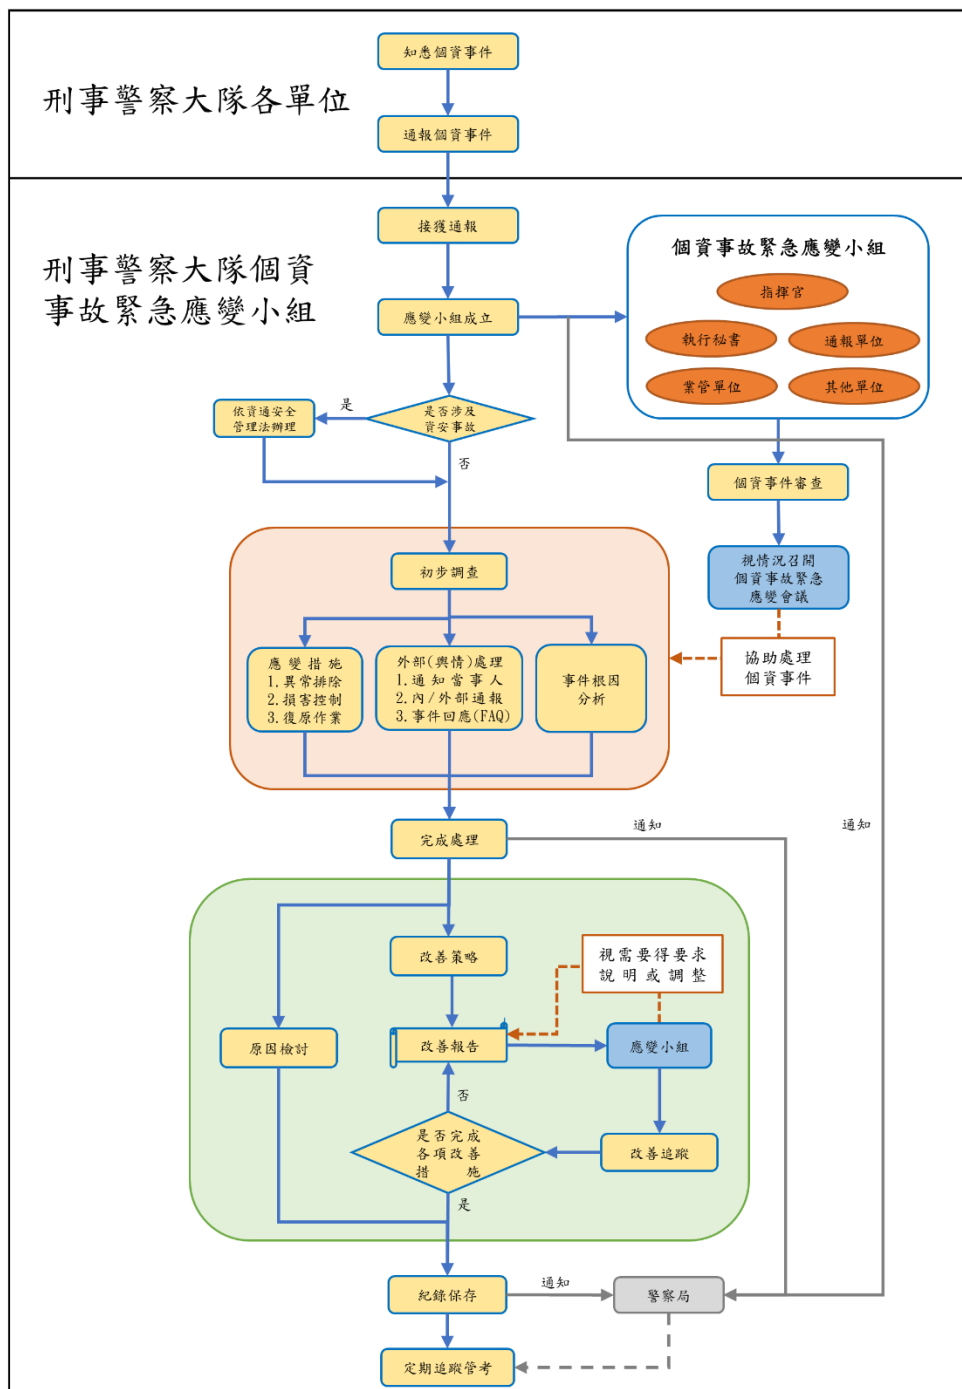 知悉個資事件
刑事警察大隊各單位
通報個資事件
接獲通報
刑事警察大隊個資
事故緊急應變小組
應變小組成立
個資事故緊急應變小組
指揮官
執行秘書
通報單位
業管單位
其他單位
依資通安全
管理法辦理
是
是否涉及
資安事故
否
個資事件審查
視情況召開
個資事故緊急
應變會議
協助處理
個資事件
初步調查
應變措施
1.異常排除
2.損害控制
3.復原作業
外部(輿情)處理
1.通知當事人
2.內/外部通報
3.事件回應(FAQ)
事件根因
分析
完成處理
通知
通知
改善策略
視需要得要求
說明或調整
原因檢討
改善報告
應變小組
否
是否完成
各項改善
措施
改善追蹤
是
紀錄保存
通知
警察局
定期追蹤管考